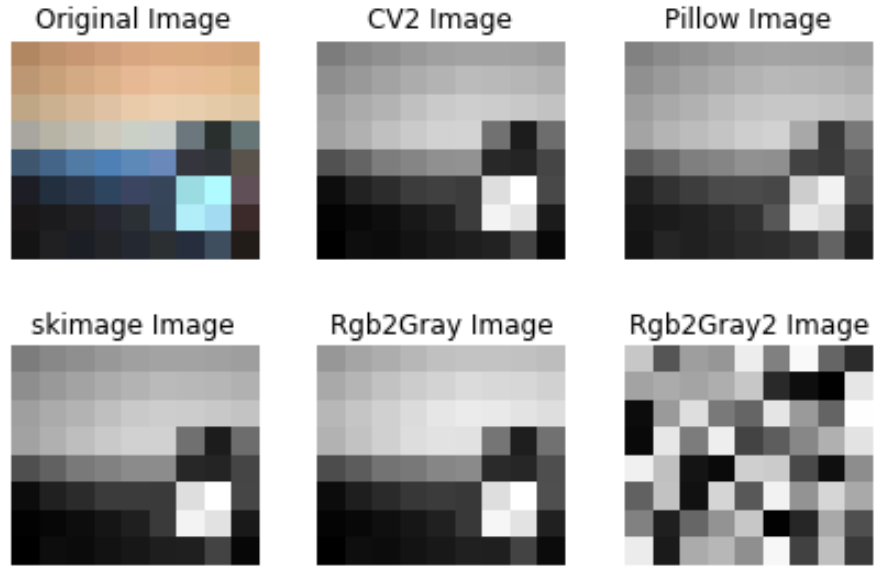 Original Image
CV2 Image
Pillow Image
skimage Image
Rgb2Gray Image
Rgb2Gray2 Image